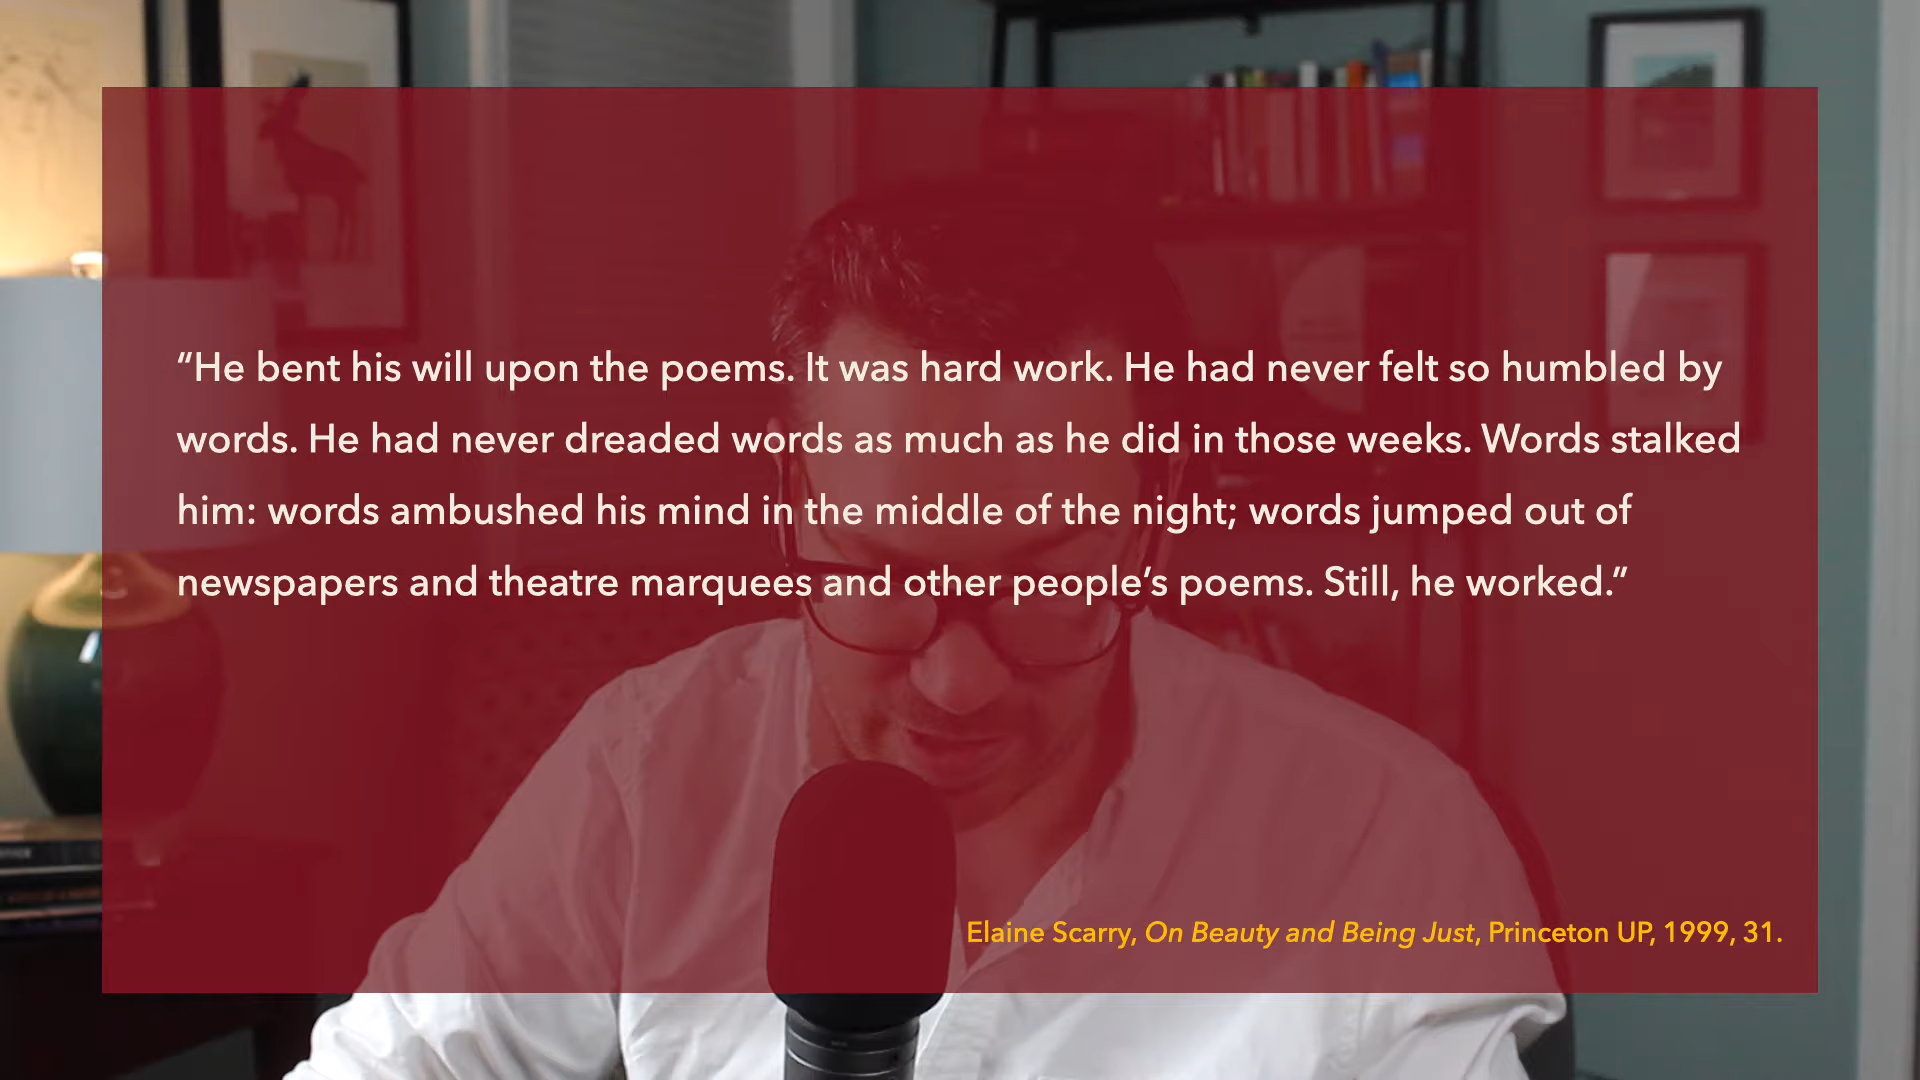 “He bent his will upon the poems. It was hard work. He had never felt so humbled by
words. He had never dreaded words as much as he did in those weeks. Words stalked
him: words ambushed his mind in the middle of the night; words jumped out of
newspapers and theatre marquees and other people’s poems. Still, he worked.”
Elaine Scarry, On Beauty and Being Just, Princeton UP, 1999, 31.